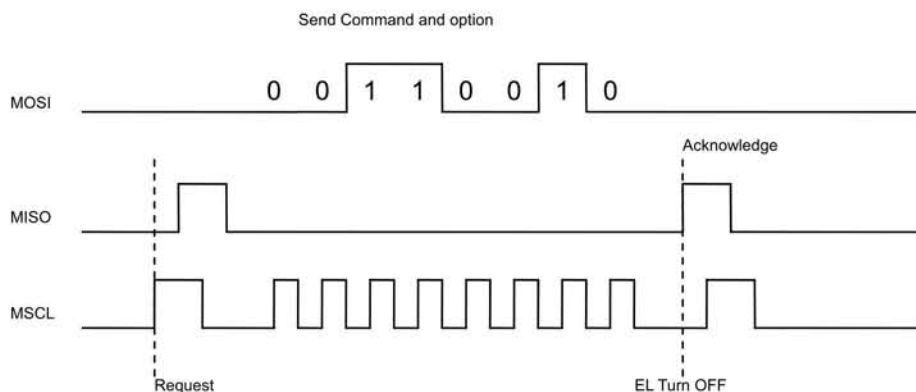 Send Command and option
MOSI
0 0 1 1 0 0 1 0
Acknowledge
MISO
MSCL
Request
EL Turn OFF